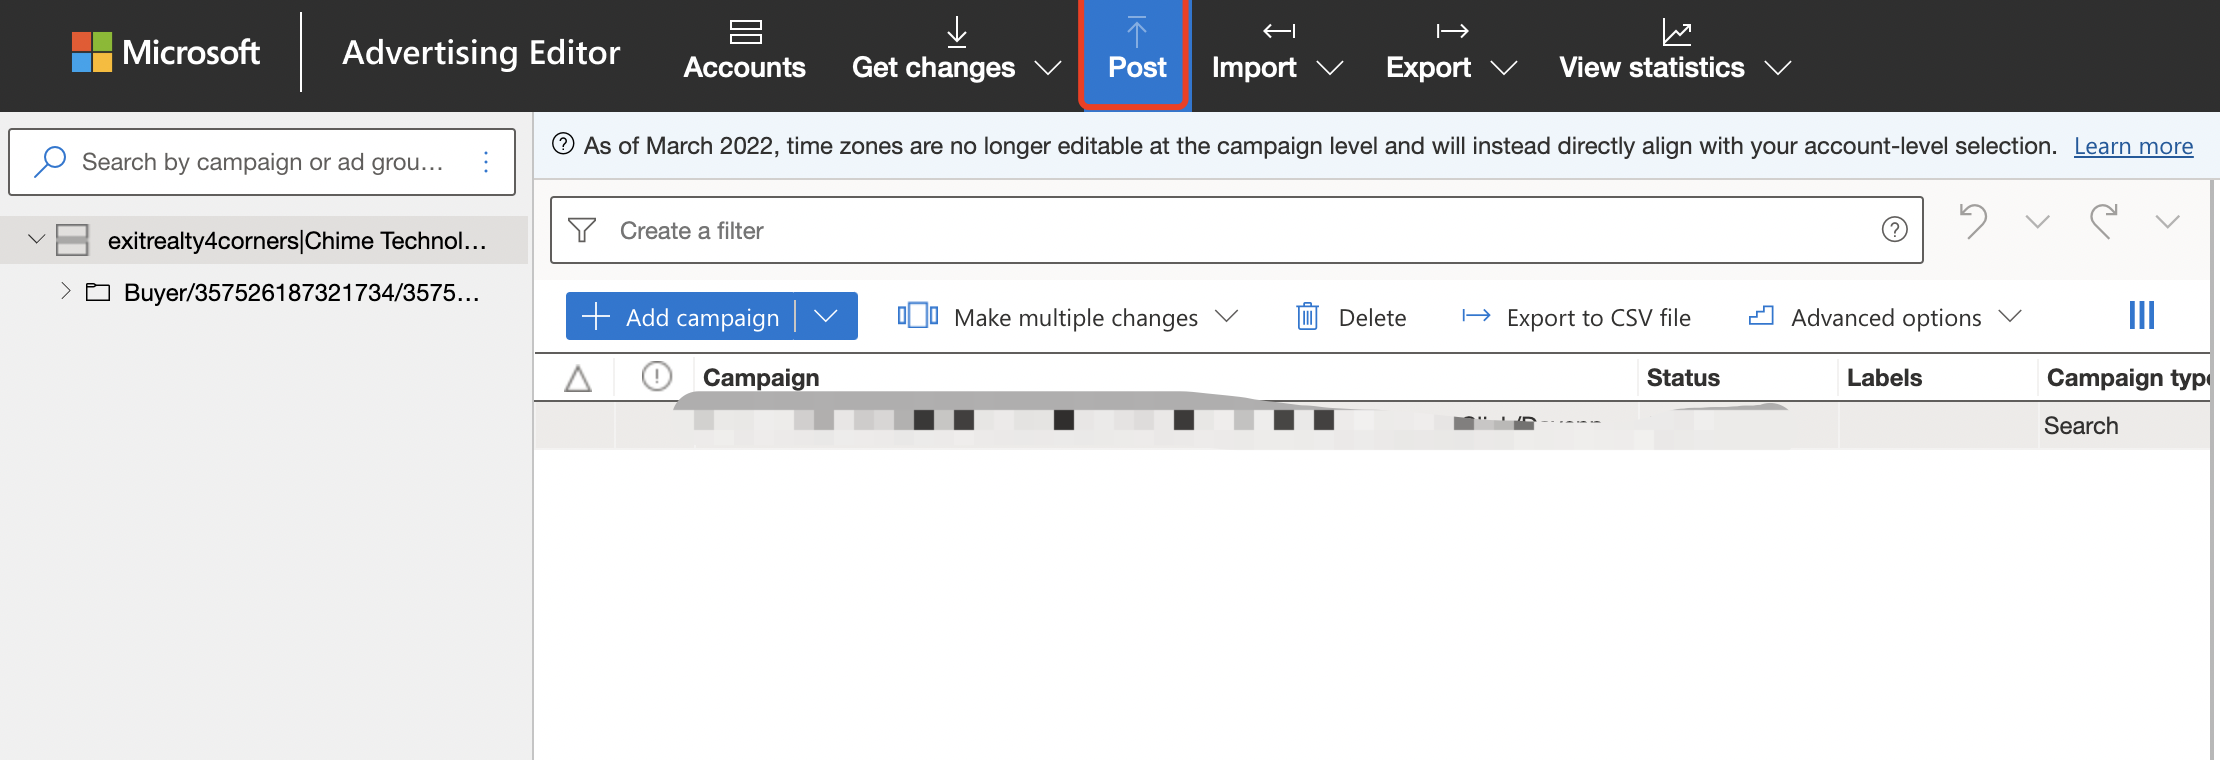 Microsoft Advertising Editor Accounts Get changes Post Import Export View statistics
Search by campaign or ad grou...
As of March 2022, time zones are no longer editable at the campaign level and will instead directly align with your account-level selection. Learn more
Create a filter
exitrealty4corners|Chime Technol...
Buyer/357526187321734/3575...
Add campaign Make multiple changes Delete Export to CSV file Advanced options
Campaign Status Labels Campaign type
Search